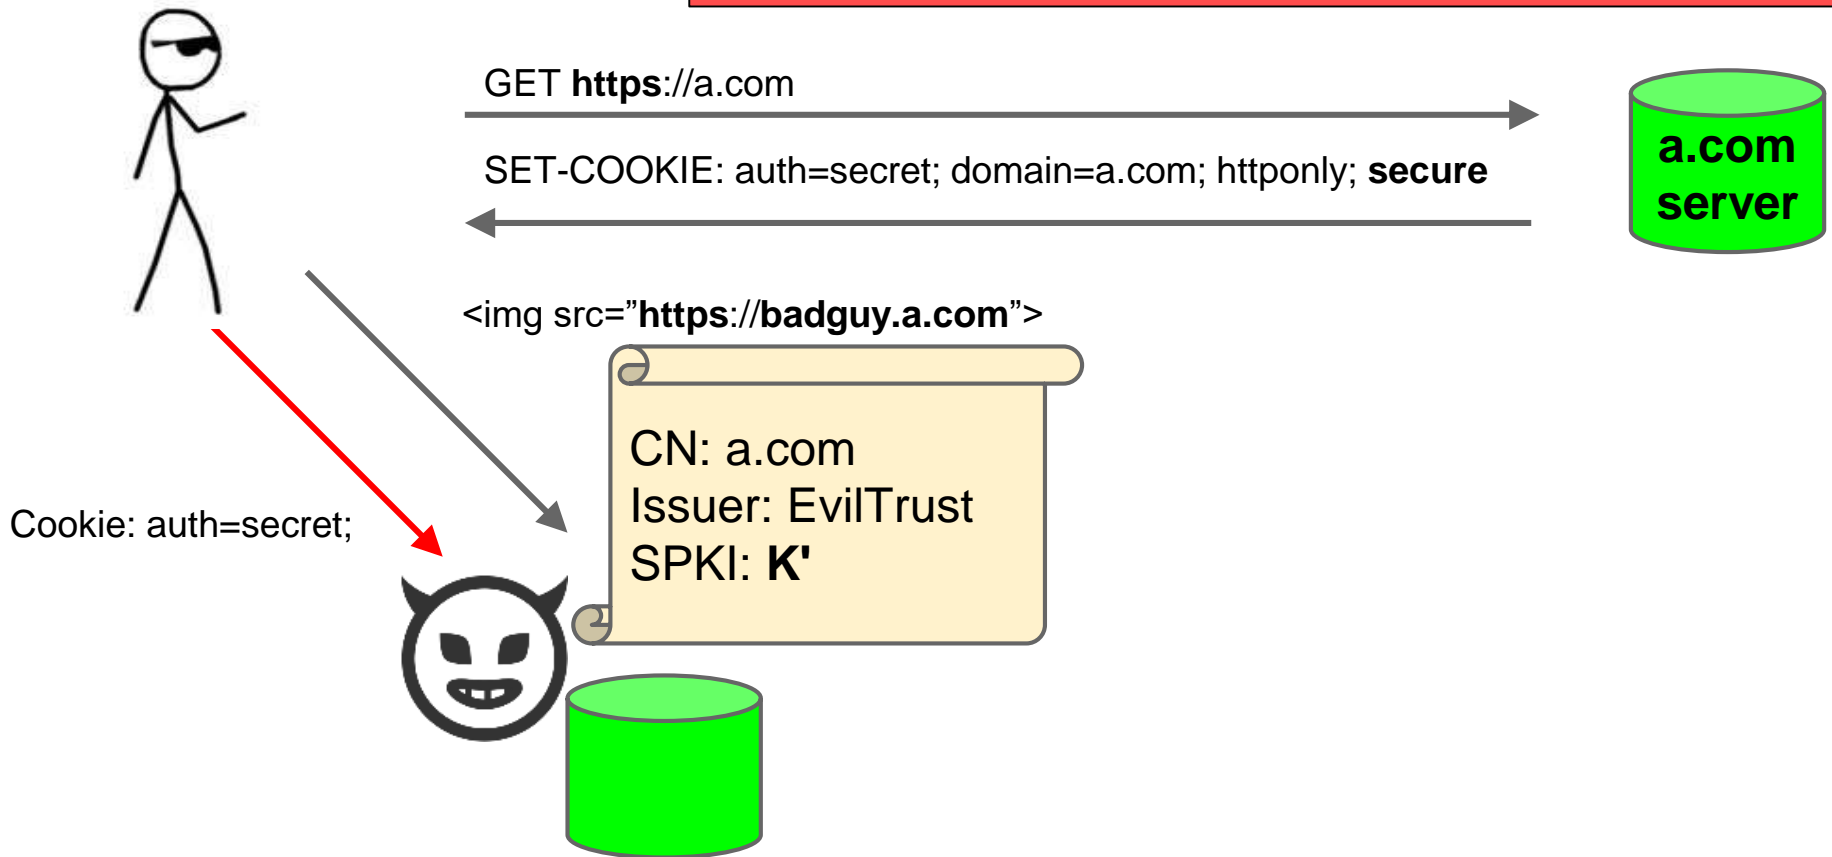 GET https://a.com
SET-COOKIE: auth=secret; domain=a.com; httponly; secure
a.com
server
<img src=”https://badguy.a.com”>
CN: a.com
Issuer: EvilTrust
SPKI: K'
Cookie: auth=secret;